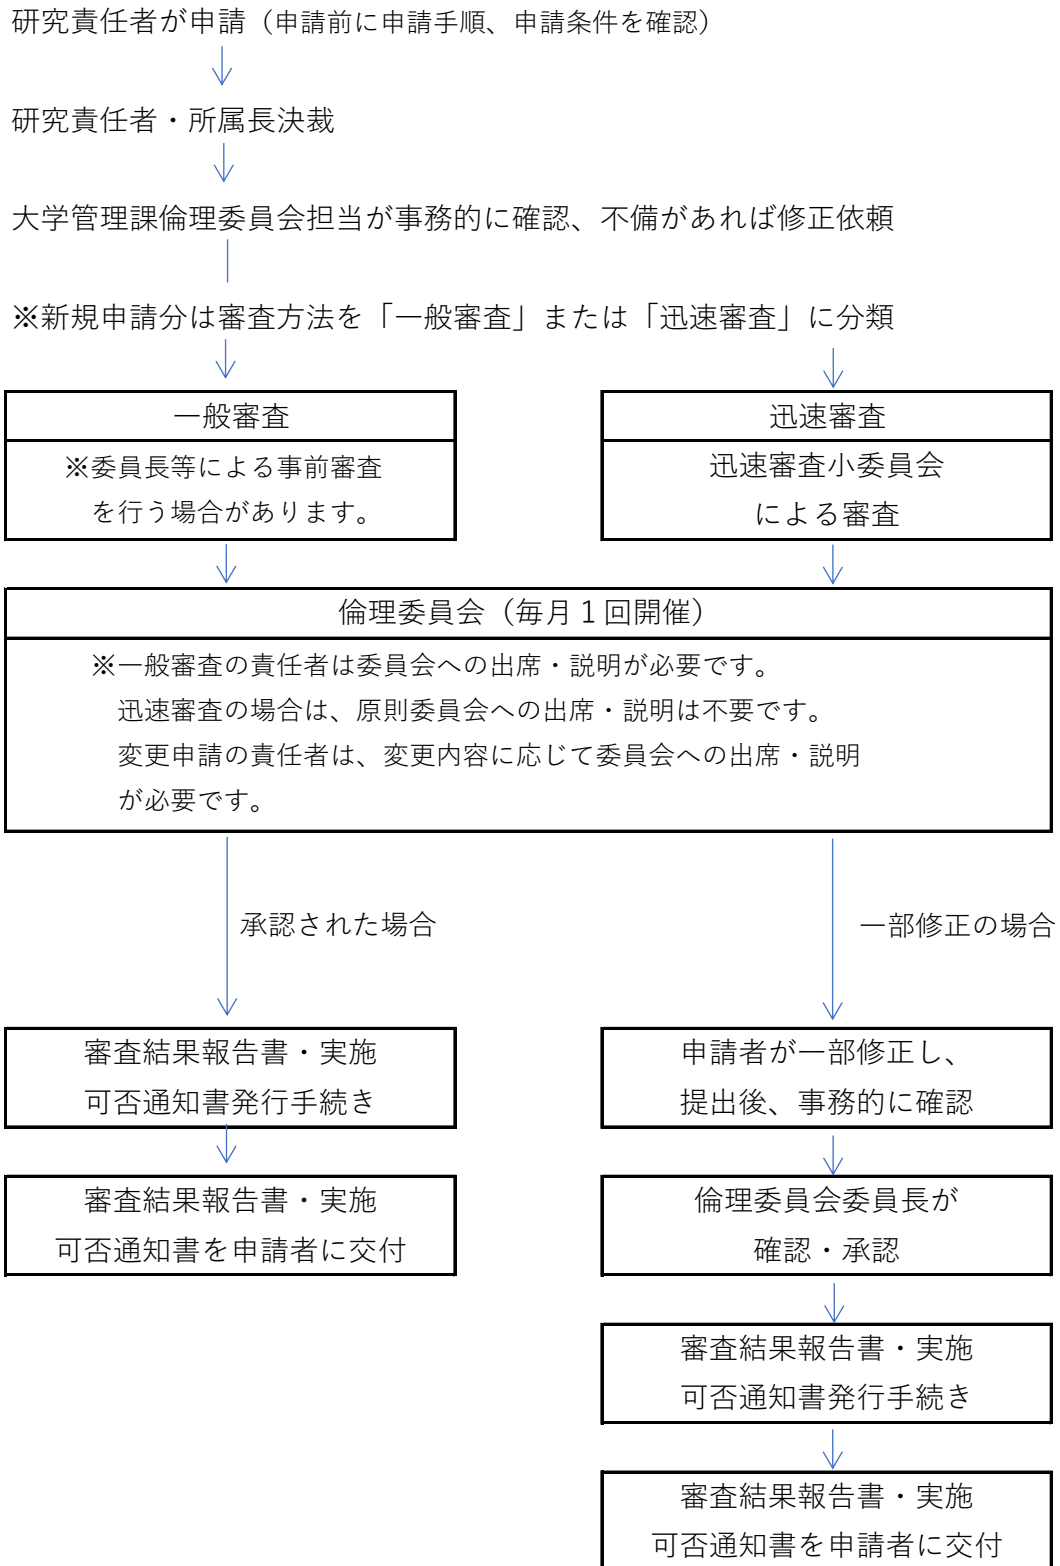 研究責任者が申請（申請前に申請手順、申請条件を確認）
研究責任者・所属長決裁
大学管理課倫理委員会担当が事務的に確認、不備があれば修正依頼
※新規申請分は審査方法を「一般審査」または「迅速審査」に分類
一般審査
※委員長等による事前審査
を行う場合があります。
迅速審査
迅速審査小委員会
による審査
倫理委員会（毎月１回開催）
※一般審査の責任者は委員会への出席・説明が必要です。
迅速審査の場合は、原則委員会への出席・説明は不要です。
変更申請の責任者は、変更内容に応じて委員会への出席・説明
が必要です。
承認された場合
一部修正の場合
審査結果報告書・実施
可否通知書発行手続き
審査結果報告書・実施
可否通知書を申請者に交付
申請者が一部修正し、
提出後、事務的に確認
倫理委員会委員長が
確認・承認
審査結果報告書・実施
可否通知書発行手続き
審査結果報告書・実施
可否通知書を申請者に交付